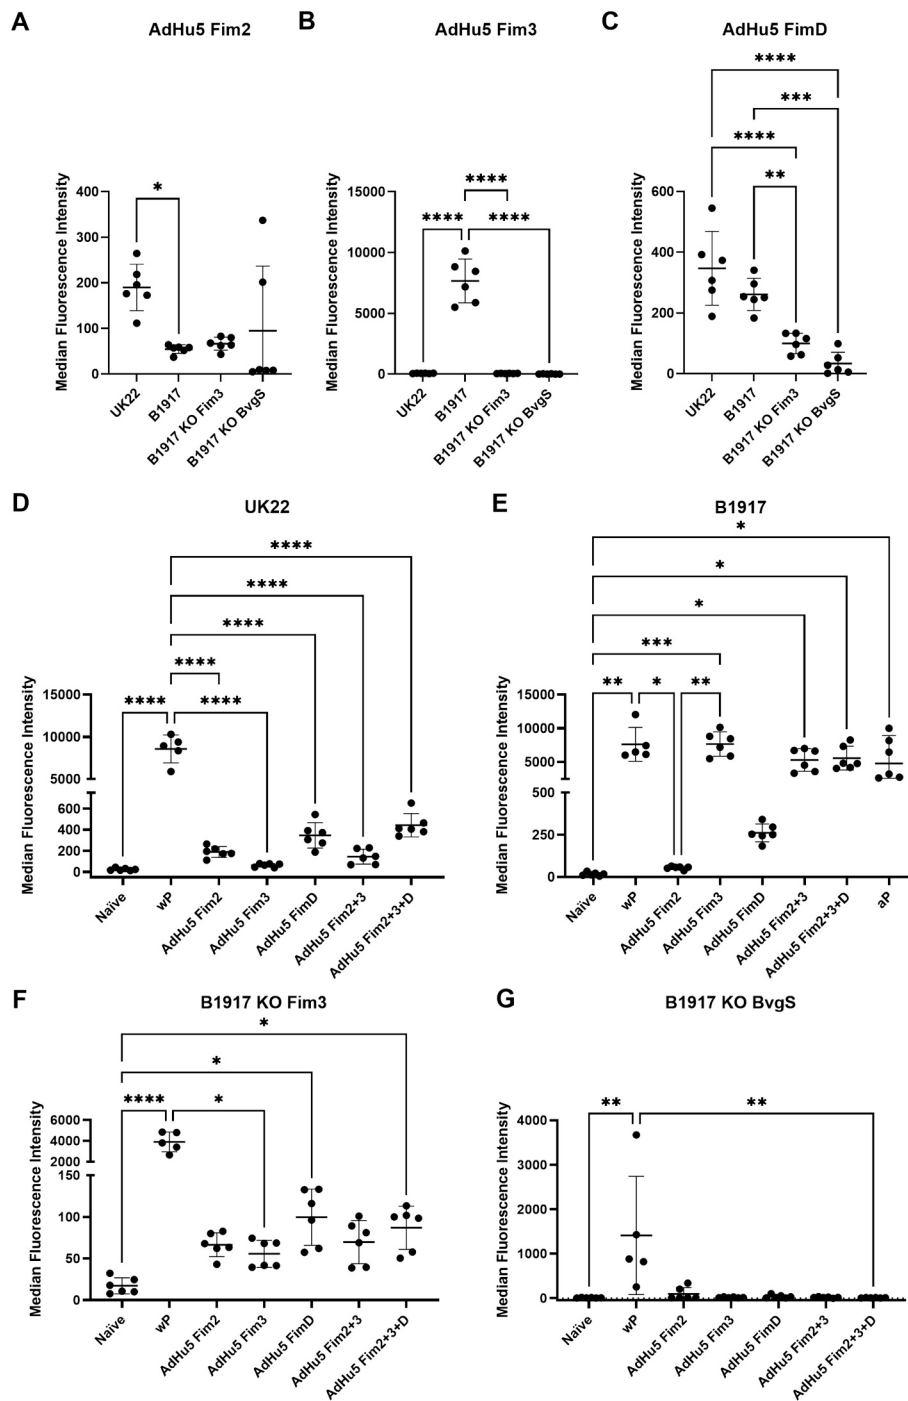 A
AdHu5 Fim2
B
AdHu5 Fim3
C
AdHu5 FimD
Median Fluorescence Intensity
400
300
200
100
0
*
UK22
B1917
B1917 KO Fim3
B1917 KO BvgS
Median Fluorescence Intensity
15000
10000
5000
0
****
****
****
UK22
B1917
B1917 KO Fim3
B1917 KO BvgS
Median Fluorescence Intensity
600
400
200
0
****
***
****
**
UK22
B1917
B1917 KO Fim3
B1917 KO BvgS
D
UK22
Median Fluorescence Intensity
15000
10000
5000
600
400
200
0
****
****
****
****
****
****
Naïve
wP
AdHu5 Fim2
AdHu5 Fim3
AdHu5 FimD
AdHu5 Fim2+3
AdHu5 Fim2+3+D
E
B1917
Median Fluorescence Intensity
15000
10000
5000
500
250
0
*
*
*
***
**
*
**
Naïve
wP
AdHu5 Fim2
AdHu5 Fim3
AdHu5 FimD
AdHu5 Fim2+3
AdHu5 Fim2+3+D
aP
F
B1917 KO Fim3
Median Fluorescence Intensity
6000
4000
2000
150
100
50
0
*
*
****
*
Naïve
wP
AdHu5 Fim2
AdHu5 Fim3
AdHu5 FimD
AdHu5 Fim2+3
AdHu5 Fim2+3+D
G
B1917 KO BvgS
Median Fluorescence Intensity
4000
3000
2000
1000
0
**
**
Naïve
wP
AdHu5 Fim2
AdHu5 Fim3
AdHu5 FimD
AdHu5 Fim2+3
AdHu5 Fim2+3+D